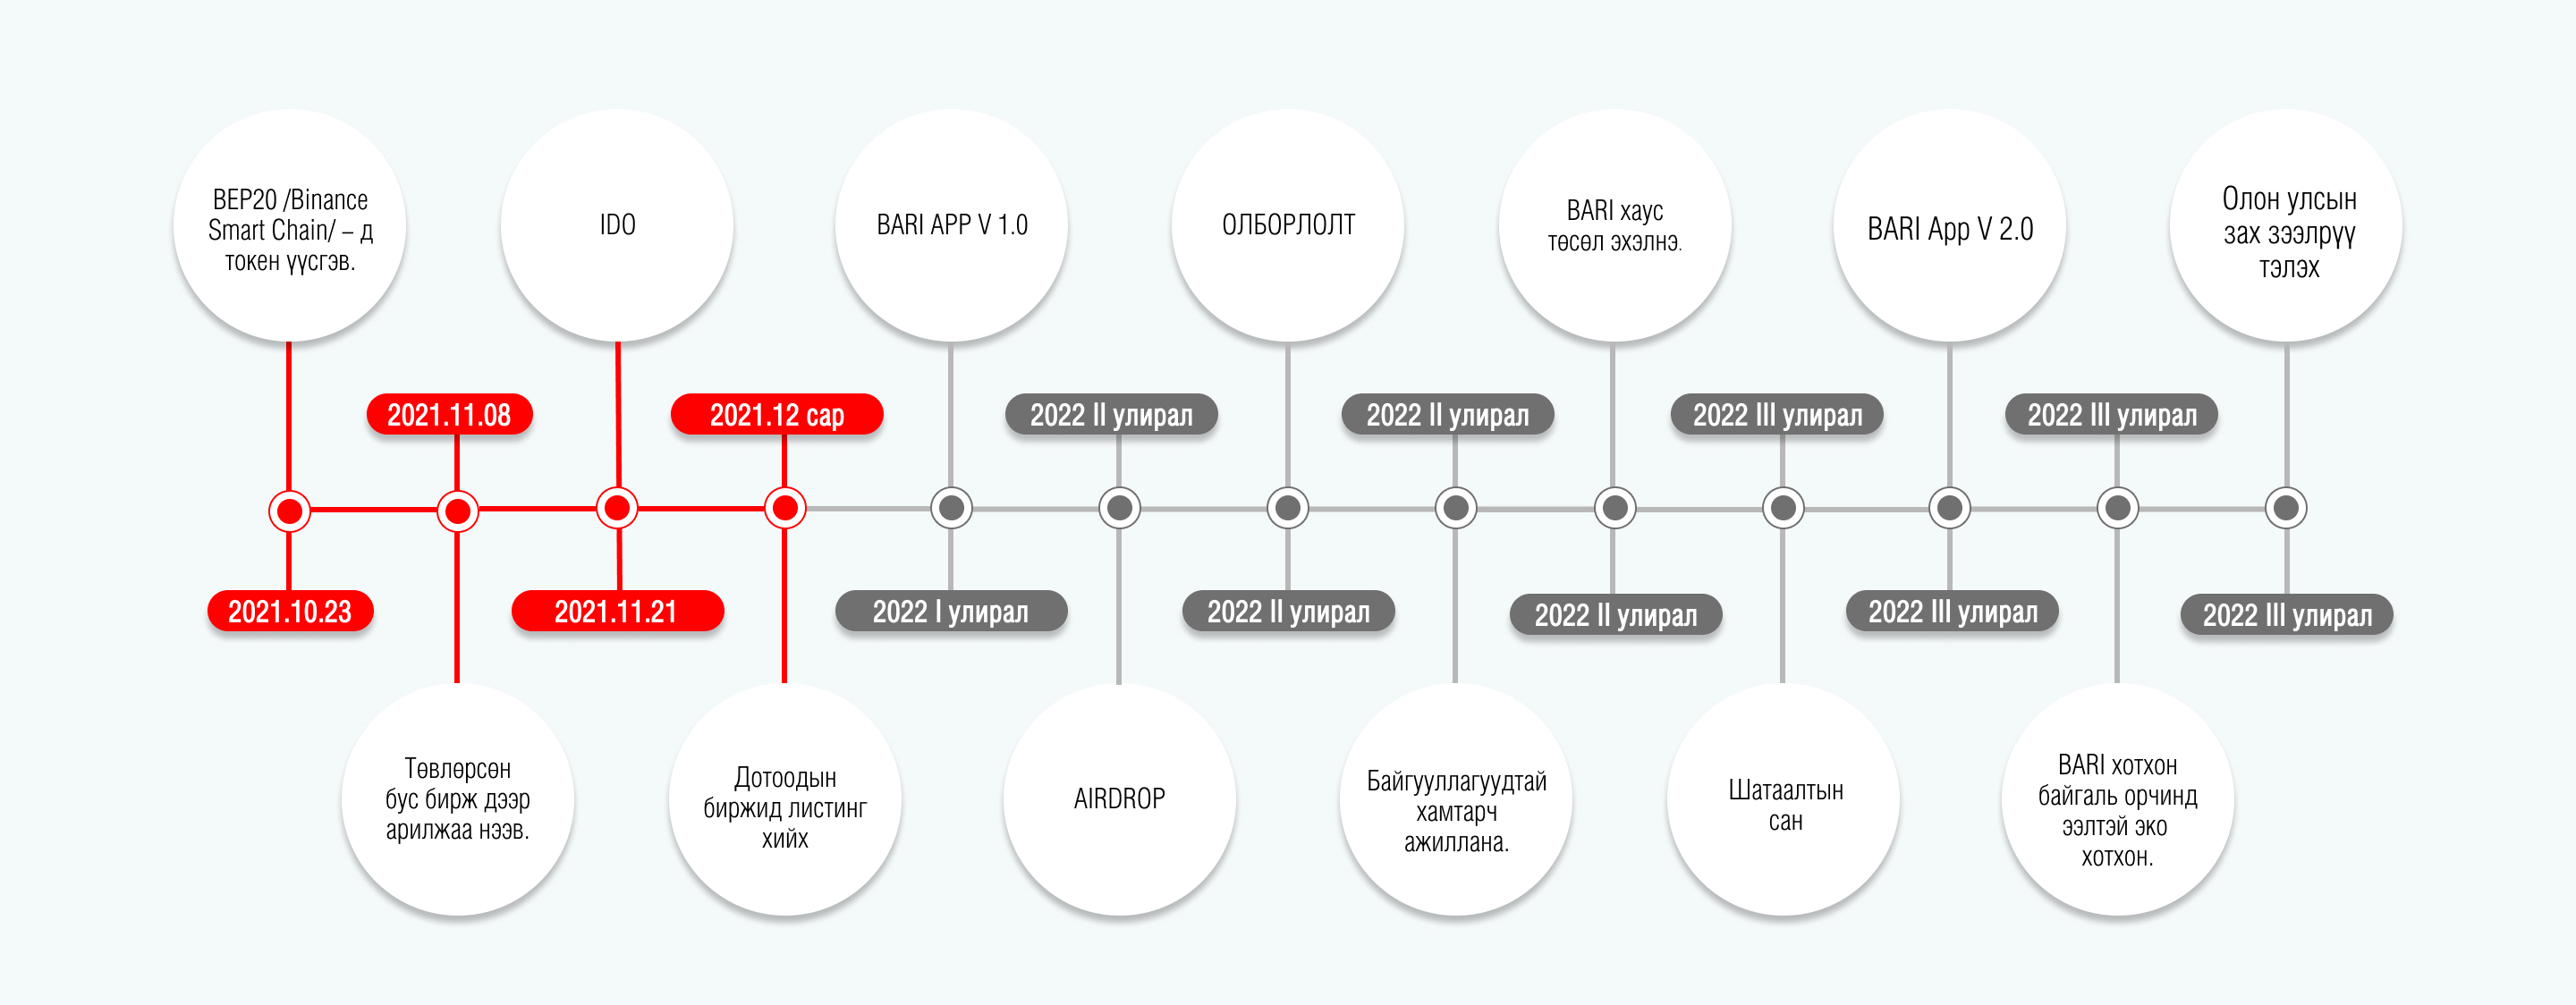 BEP20 /Binance
Smart Chain/ – д
токен үүсгэв.
IDO
BARI APP V 1.0
ОЛБОРЛОЛТ
BARI хаус
төсөл эхэлнэ.
BARI App V 2.0
Олон улсын
зах зээлрүү
тэлэх
2021.11.08
2021.12 сар
2022 II улирал
2022 II улирал
2022 III улирал
2022 III улирал
2021.10.23
2021.11.21
2022 I улирал
2022 II улирал
2022 II улирал
2022 III улирал
2022 III улирал
Төвлөрсөн
бус бирж дээр
арилжаа нээв.
Дотоодын
биржид листинг
хийх
AIRDROP
Байгууллагуудтай
хамтарч
ажиллана.
Шатаалтын
сан
BARI хотхон
байгаль орчинд
ээлтэй эко
хотхон.